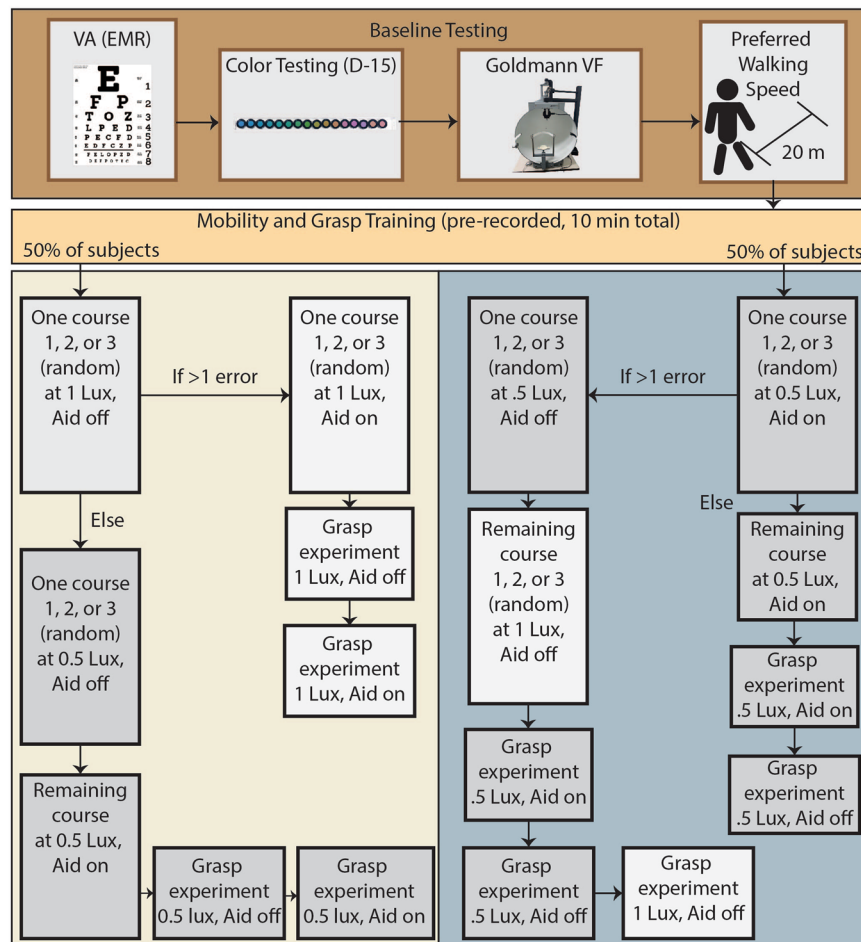 Baseline Testing
VA (EMR)
E
1
F P
2
T O Z
3
L P E D
4
P E C F D
5
E D F C Z P
6
F E L O P Z D
7
D E F P O T E C
8
Color Testing (D-15)
Goldmann VF
Preferred
Walking
Speed
20 m
Mobility and Grasp Training (pre-recorded, 10 min total)
50% of subjects
50% of subjects
One course
1, 2, or 3
(random)
at 1 Lux,
Aid off
If >1 error
One course
1, 2, or 3
(random)
at 1 Lux,
Aid on
Grasp
experiment
1 Lux, Aid off
Grasp
experiment
1 Lux, Aid on
Else
One course
1, 2, or 3
(random)
at 0.5 Lux,
Aid off
Remaining
course
at 0.5 Lux,
Aid on
Grasp
experiment
0.5 lux, Aid off
Grasp
experiment
0.5 lux, Aid on
One course
1, 2, or 3
(random)
at 0.5 Lux,
Aid on
If >1 error
One course
1, 2, or 3
(random)
at .5 Lux,
Aid off
Remaining
course
1, 2, or 3
(random)
at 1 Lux,
Aid off
Grasp
experiment
.5 Lux, Aid on
Grasp
experiment
.5 Lux, Aid off
Grasp
experiment
1 Lux, Aid off
Else
Remaining
course
at 0.5 Lux,
Aid on
Grasp
experiment
.5 Lux, Aid on
Grasp
experiment
.5 Lux, Aid off